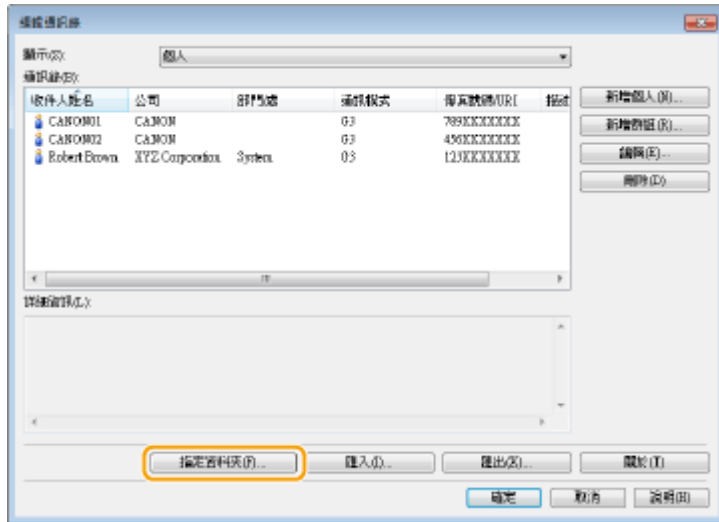 編輯通訊錄
顯示(S): 個人
通訊錄(B):
收件人姓名 公司 部門/處 通訊模式 傳真號碼/URI 描述
CANON01 CANON G3 789XXXXXXX
CANON02 CANON G3 456XXXXXXX
Robert Brown XYZ Corporation System G3 123XXXXXXX
新增個人(N)...
新增群組(R)...
編輯(E)...
刪除(D)
詳細資訊(L):
指定資料夾(F)... 匯入(I)... 匯出(X)... 關於(T)
確定 取消 說明(H)